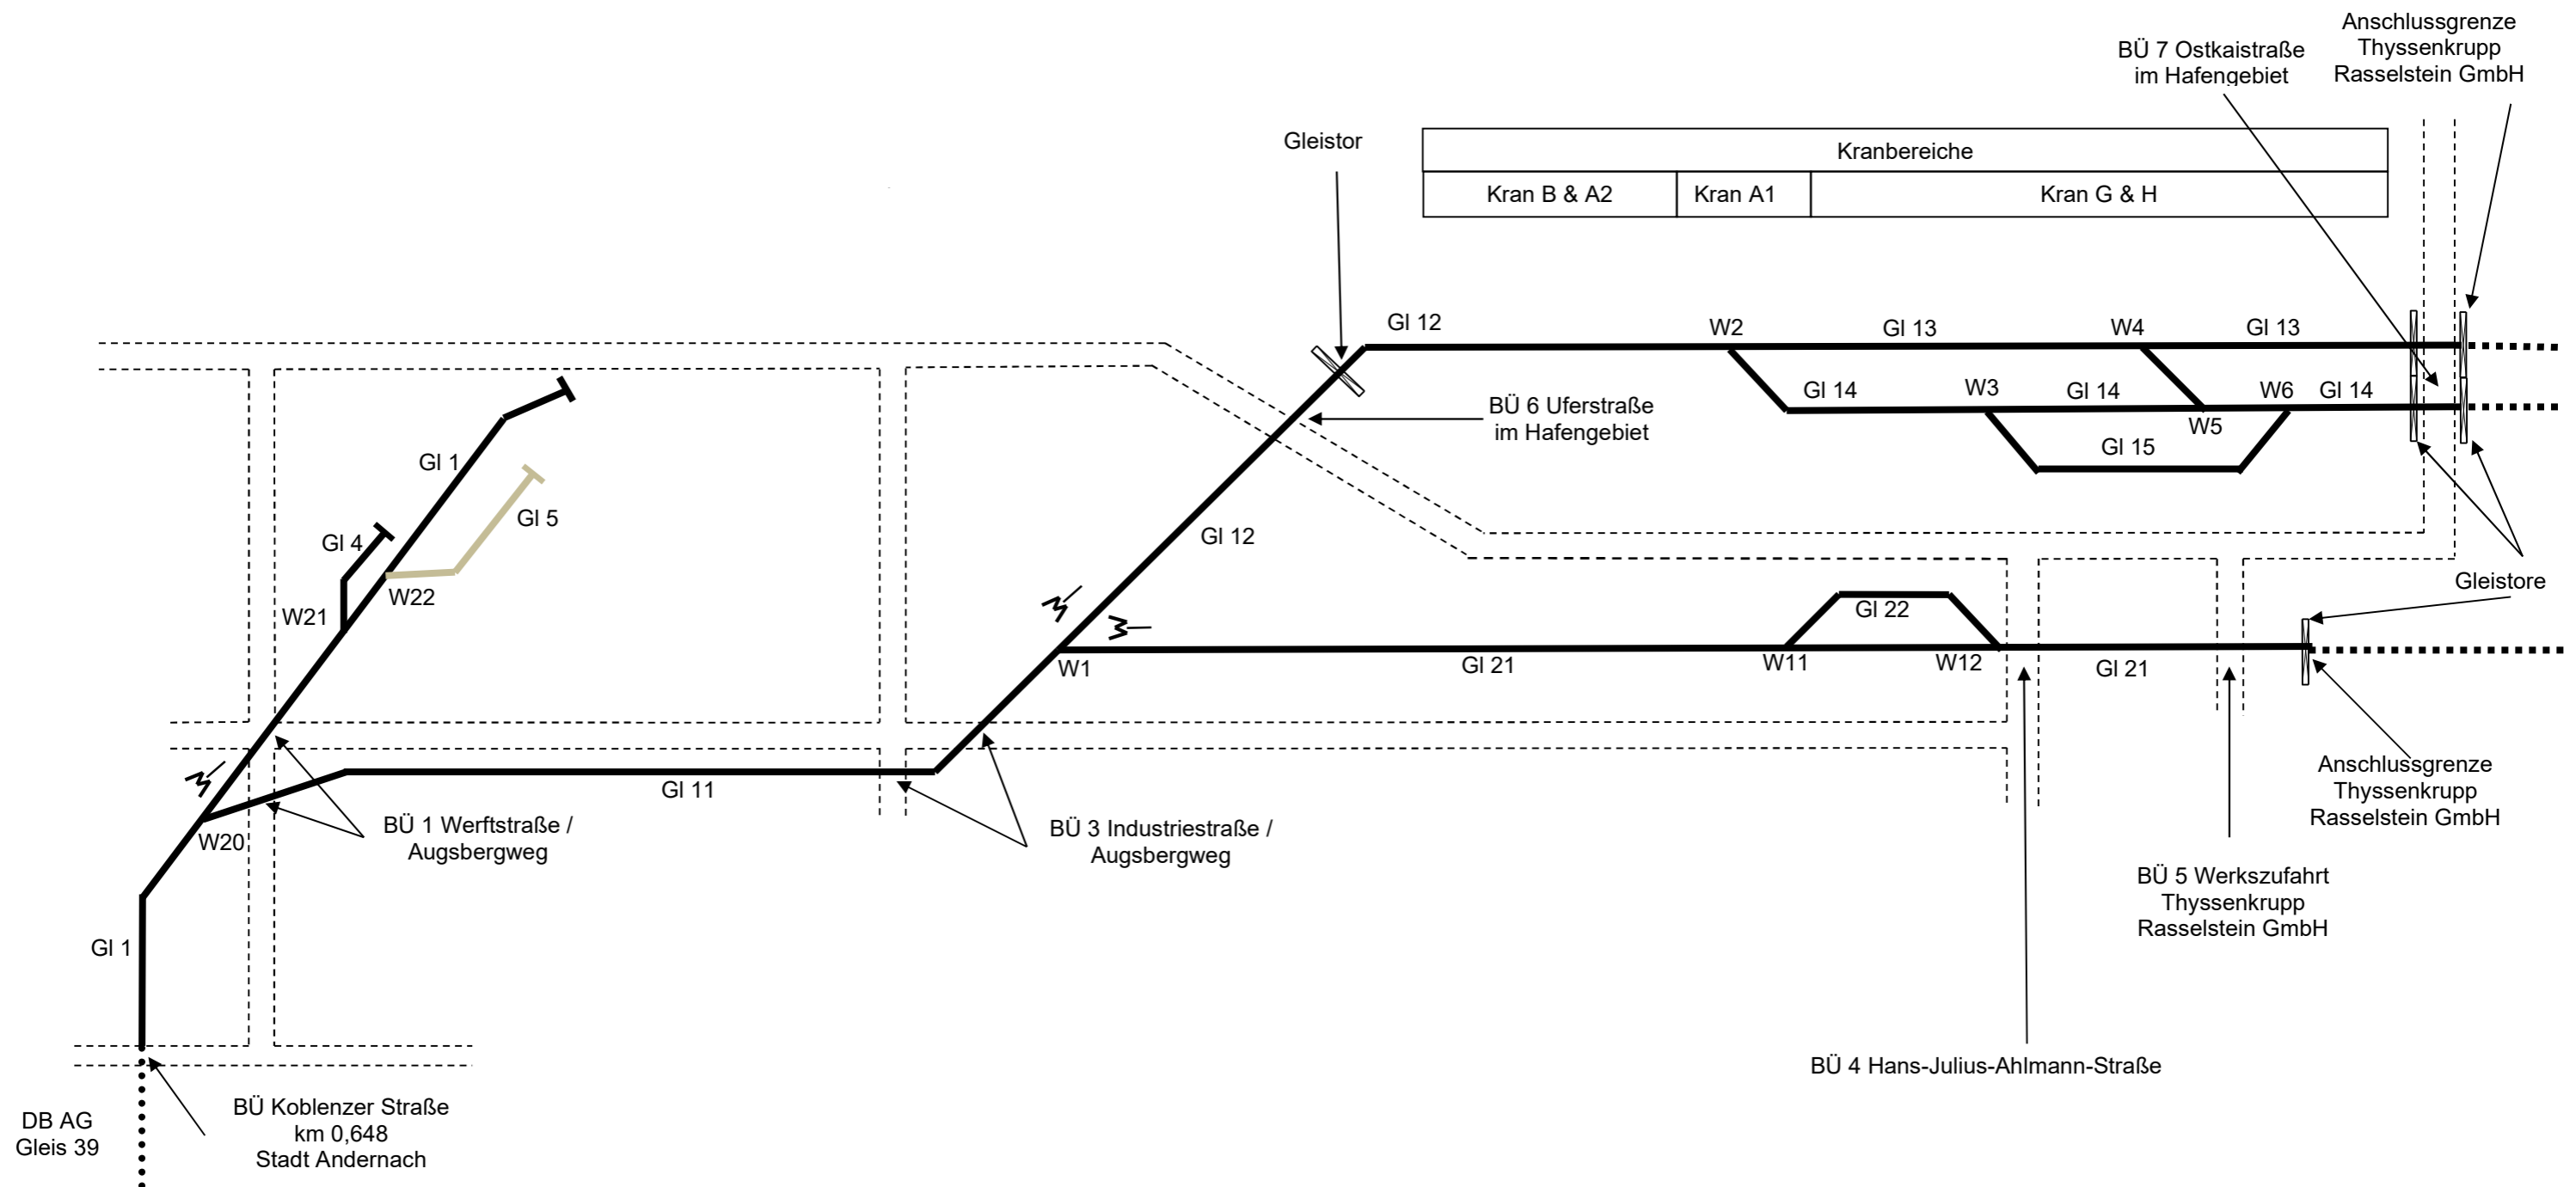 Anschlussgrenze
Thyssenkrupp
Rasselstein GmbH
BÜ 7 Ostkaistraße
im Hafengebiet
Gleistor
Kranbereiche
Kran B & A2
Kran A1
Kran G & H
Gl 12
W2
Gl 13
W4
Gl 13
Gl 14
W3
Gl 14
W6
Gl 14
W5
Gl 15
BÜ 6 Uferstraße
im Hafengebiet
Gl 1
Gl 5
Gl 4
W21
W22
Gl 12
Gleistore
Gl 22
W1
Gl 21
W11
W12
Gl 21
Gl 11
W20
BÜ 1 Werftstraße /
Augsbergweg
BÜ 3 Industriestraße /
Augsbergweg
Anschlussgrenze
Thyssenkrupp
Rasselstein GmbH
BÜ 5 Werkszufahrt
Thyssenkrupp
Rasselstein GmbH
Gl 1
BÜ 4 Hans-Julius-Ahlmann-Straße
DB AG
Gleis 39
BÜ Koblenzer Straße
km 0,648
Stadt Andernach